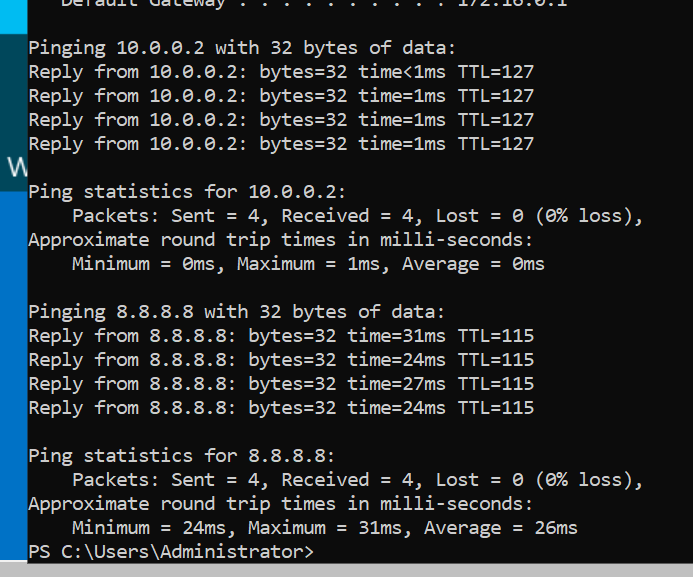 Default Gateway . . . . . . . . . . : 172.16.0.1
Pinging 10.0.0.2 with 32 bytes of data:
Reply from 10.0.0.2: bytes=32 time<1ms TTL=127
Reply from 10.0.0.2: bytes=32 time=1ms TTL=127
Reply from 10.0.0.2: bytes=32 time=1ms TTL=127
Reply from 10.0.0.2: bytes=32 time=1ms TTL=127
W
Ping statistics for 10.0.0.2:
Packets: Sent = 4, Received = 4, Lost = 0 (0% loss),
Approximate round trip times in milli-seconds:
Minimum = 0ms, Maximum = 1ms, Average = 0ms
Pinging 8.8.8.8 with 32 bytes of data:
Reply from 8.8.8.8: bytes=32 time=31ms TTL=115
Reply from 8.8.8.8: bytes=32 time=24ms TTL=115
Reply from 8.8.8.8: bytes=32 time=27ms TTL=115
Reply from 8.8.8.8: bytes=32 time=24ms TTL=115
Ping statistics for 8.8.8.8:
Packets: Sent = 4, Received = 4, Lost = 0 (0% loss),
Approximate round trip times in milli-seconds:
Minimum = 24ms, Maximum = 31ms, Average = 26ms
PS C:\Users\Administrator>